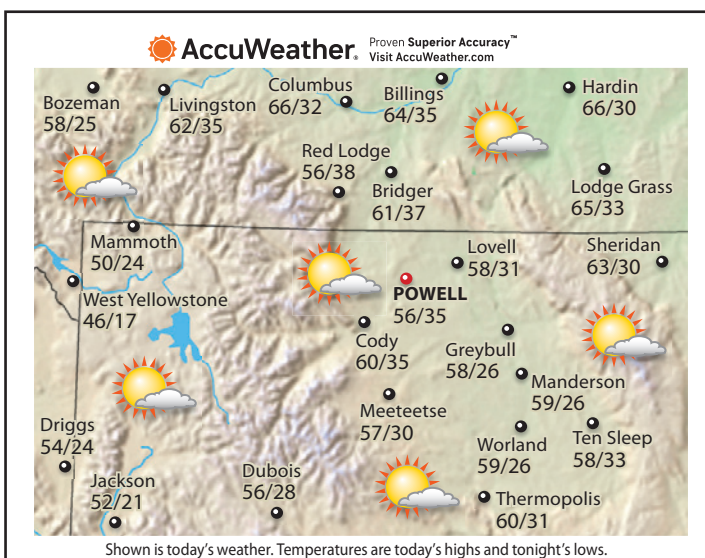 AccuWeather® Proven Superior Accuracy™
Visit AccuWeather.com
Bozeman
58/25
Livingston
62/35
Columbus
66/32
Billings
64/35
Hardin
66/30
Red Lodge
56/38
Bridger
61/37
Lodge Grass
65/33
Mammoth
50/24
Lovell
58/31
Sheridan
63/30
West Yellowstone
46/17
POWELL
56/35
Cody
60/35
Greybull
58/26
Manderson
59/26
Meeteetse
57/30
Driggs
54/24
Worland
59/26
Ten Sleep
58/33
Jackson
52/21
Dubois
56/28
Thermopolis
60/31
Shown is today's weather. Temperatures are today's highs and tonight's lows.